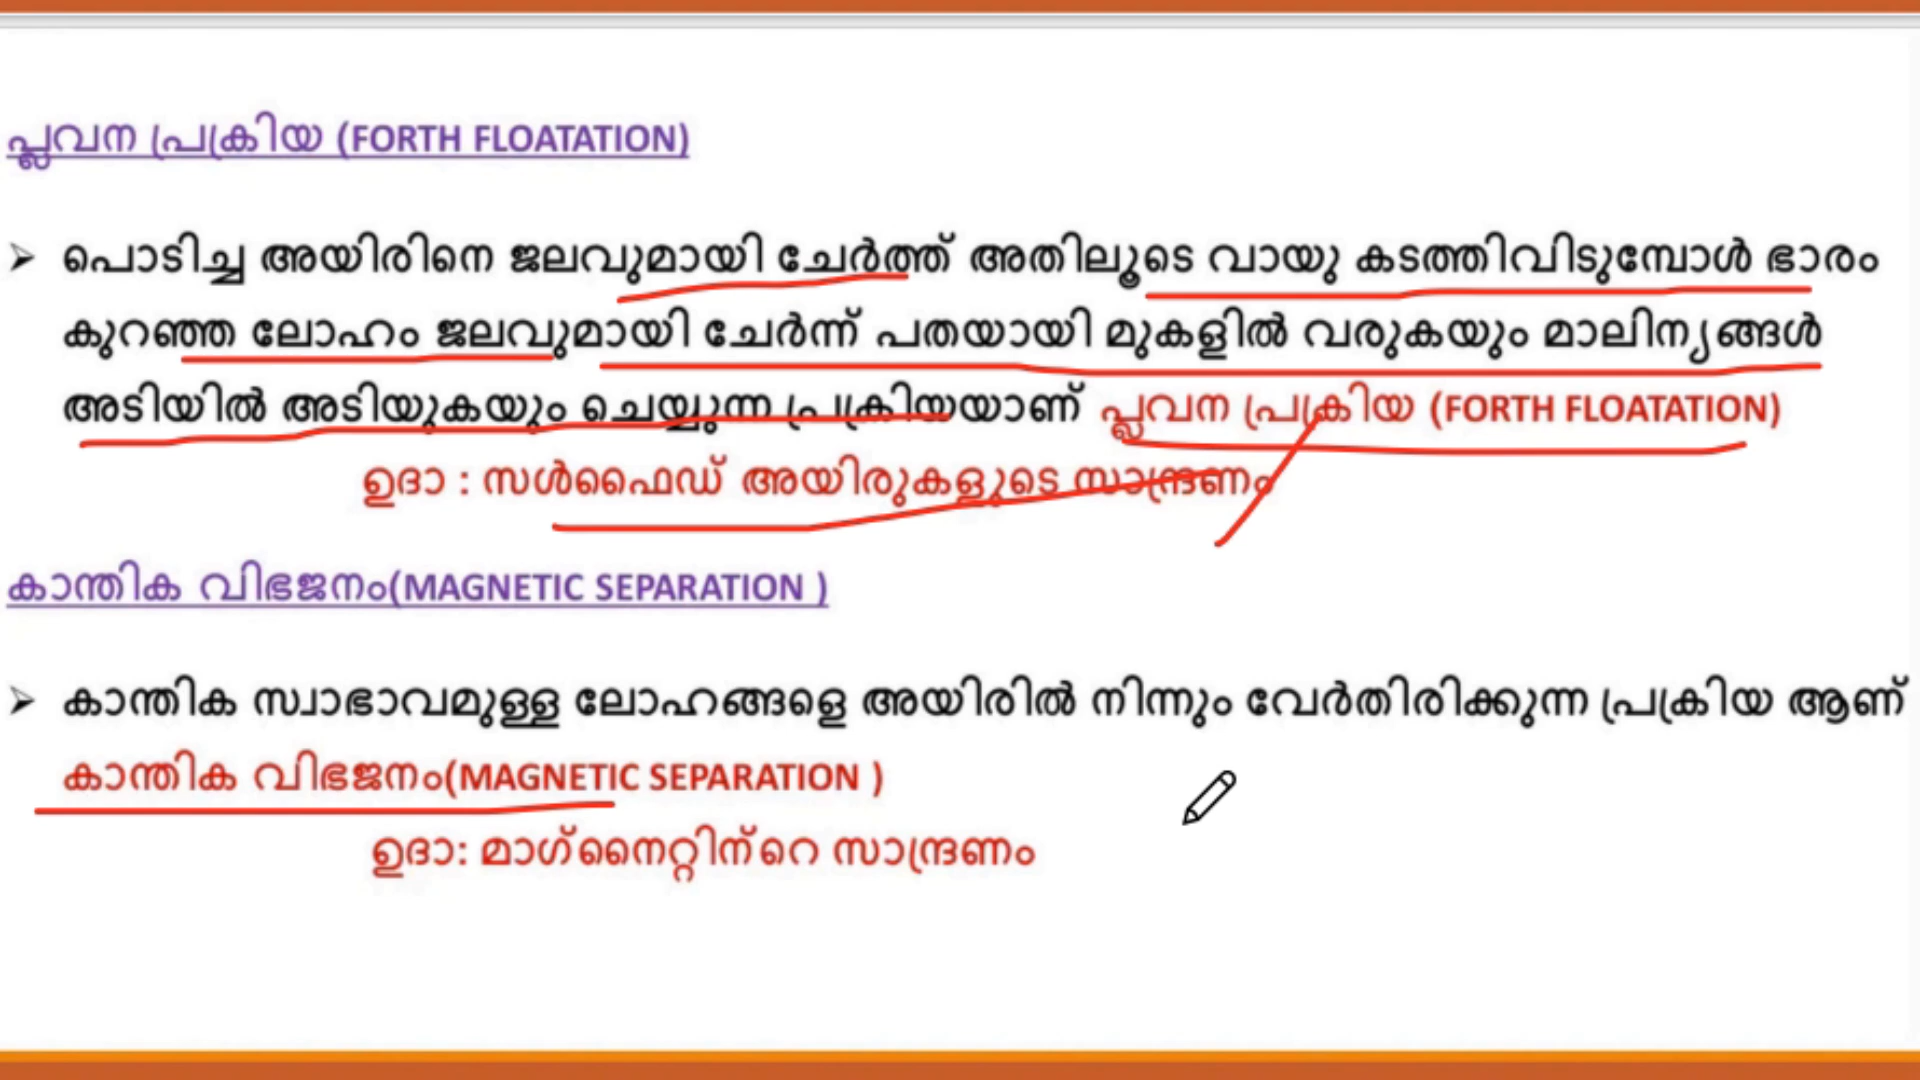 പ്ലവന പ്രക്രിയ (FORTH FLOATATION)
➢ പൊടിച്ച അയിരിനെ ജലവുമായി ചേർത്ത് അതിലൂടെ വായു കടത്തിവിടുമ്പോൾ ഭാരം
കുറഞ്ഞ ലോഹം ജലവുമായി ചേർന്ന് പതയായി മുകളിൽ വരുകയും മാലിന്യങ്ങൾ
അടിയിൽ അടിയുകയും ചെയ്യുന്ന പ്രക്രിയയാണ് പ്ലവന പ്രക്രിയ (FORTH FLOATATION)
ഉദാ : സൾഫൈഡ് അയിരുകളുടെ സാന്ദ്രണം
കാന്തിക വിഭജനം(MAGNETIC SEPARATION )
➢ കാന്തിക സ്വാഭാവമുള്ള ലോഹങ്ങളെ അയിരിൽ നിന്നും വേർതിരിക്കുന്ന പ്രക്രിയ ആണ്
കാന്തിക വിഭജനം(MAGNETIC SEPARATION )
ഉദാ: മാഗ്നൈറ്റിന്റെ സാന്ദ്രണം